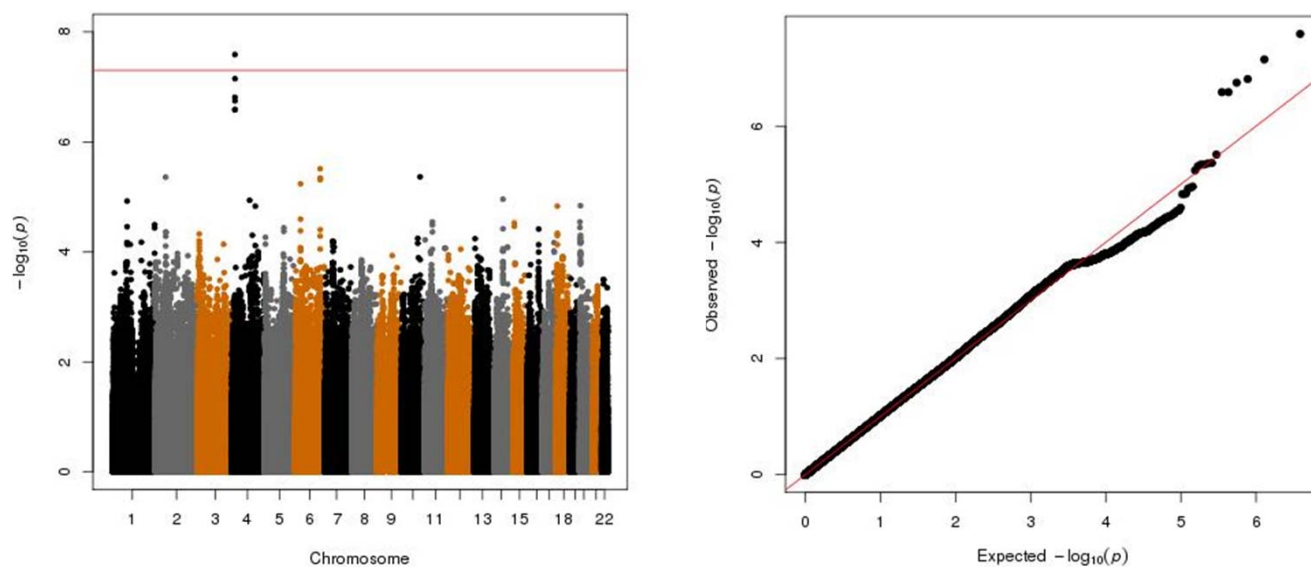 8
6
4
2
0
−log₁₀(p)
1 2 3 4 5 6 7 8 9 11 13 15 18 22
Chromosome
6
4
2
0
Observed −log₁₀(p)
0 1 2 3 4 5 6
Expected −log₁₀(p)